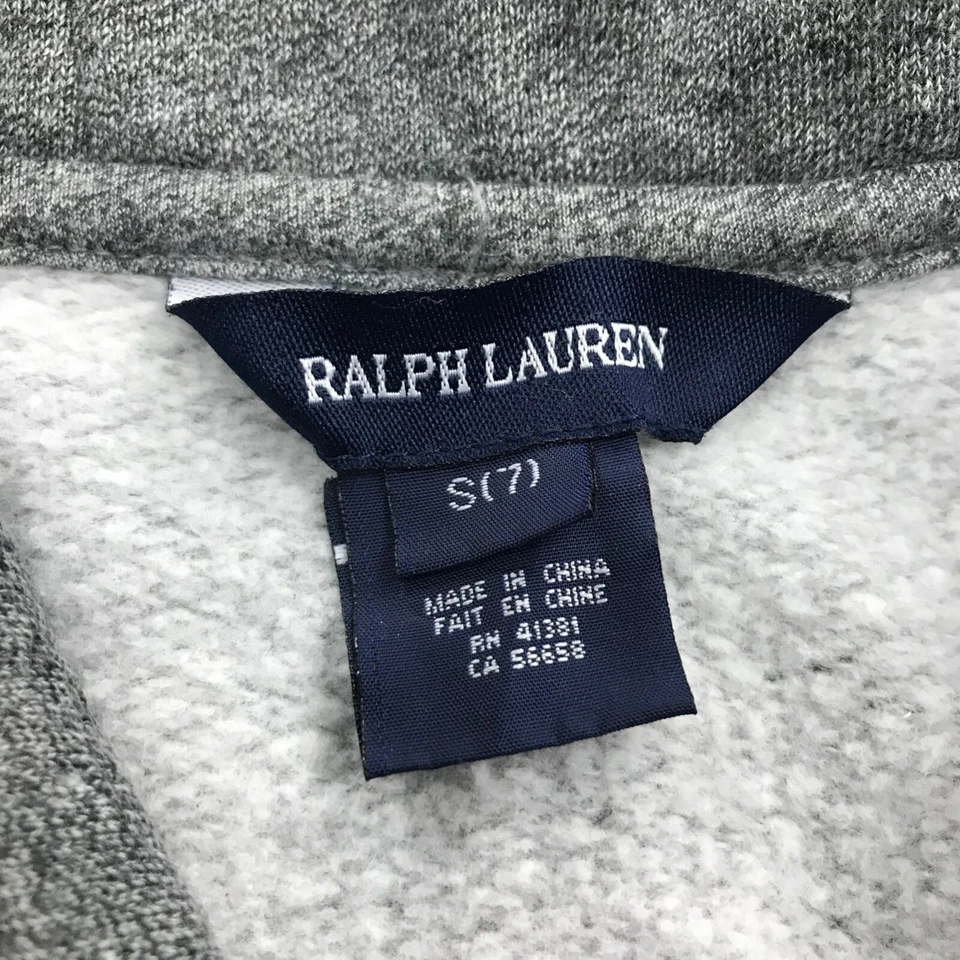 RALPH LAUREN
S(7)
MADE IN CHINA
FAIT EN CHINE
RN 41381
CA 56658